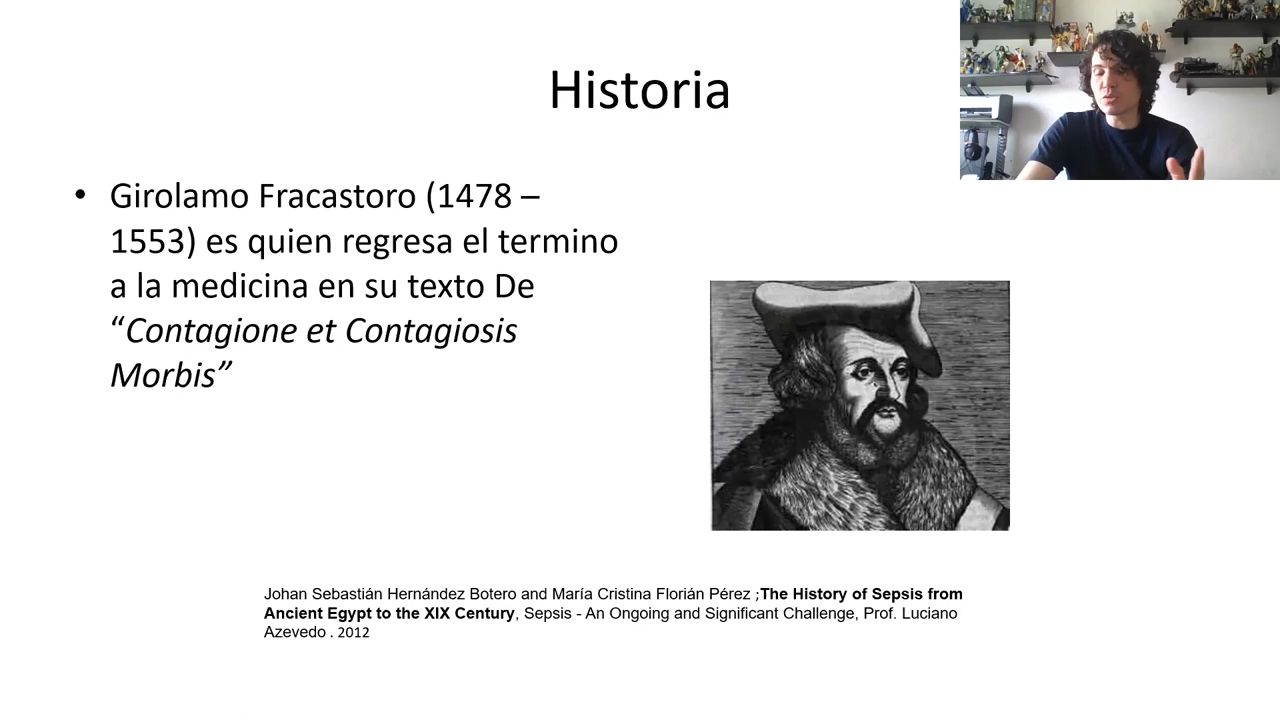 Historia
• Girolamo Fracastoro (1478 –
1553) es quien regresa el termino
a la medicina en su texto De
“Contagione et Contagiosis
Morbis”
Johan Sebastián Hernández Botero and María Cristina Florián Pérez ;The History of Sepsis from
Ancient Egypt to the XIX Century, Sepsis - An Ongoing and Significant Challenge, Prof. Luciano
Azevedo . 2012